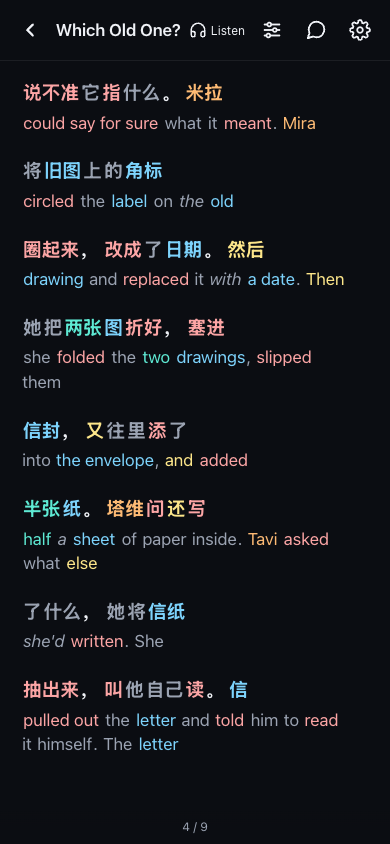 Which Old One? Listen
说不准它指什么。 米拉
could say for sure what it meant. Mira
将旧图上的角标
circled the label on the old
圈起来， 改成了日期。 然后
drawing and replaced it with a date. Then
她把两张图折好， 塞进
she folded the two drawings, slipped
them
信封， 又往里添了
into the envelope, and added
半张纸。 塔维问还写
half a sheet of paper inside. Tavi asked
what else
了什么， 她将信纸
she'd written. She
抽出来， 叫他自己读。 信
pulled out the letter and told him to read
it himself. The letter
4 / 9